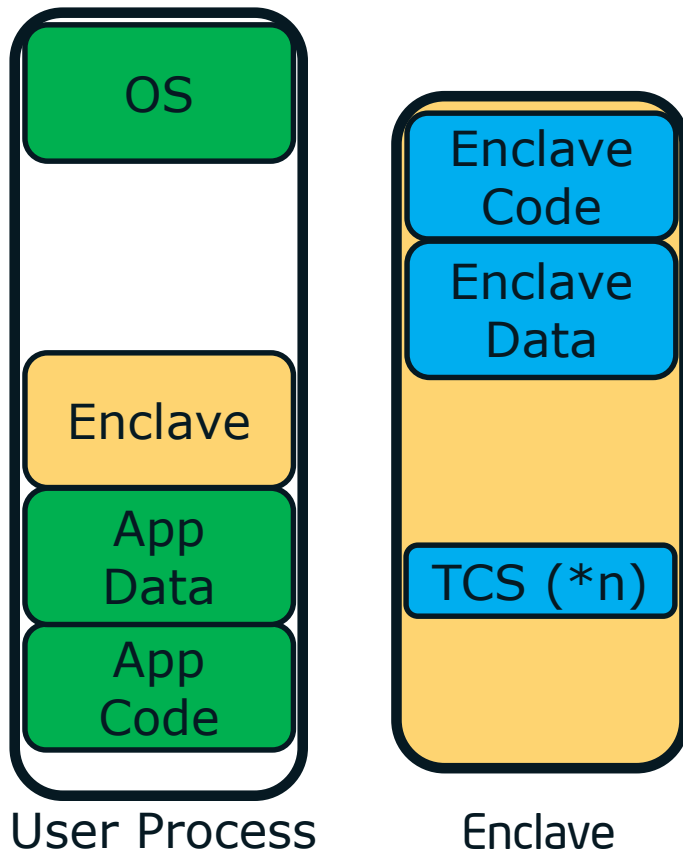 OS
Enclave
App
Data
App
Code
User Process
Enclave
Code
Enclave
Data
TCS (*n)
Enclave